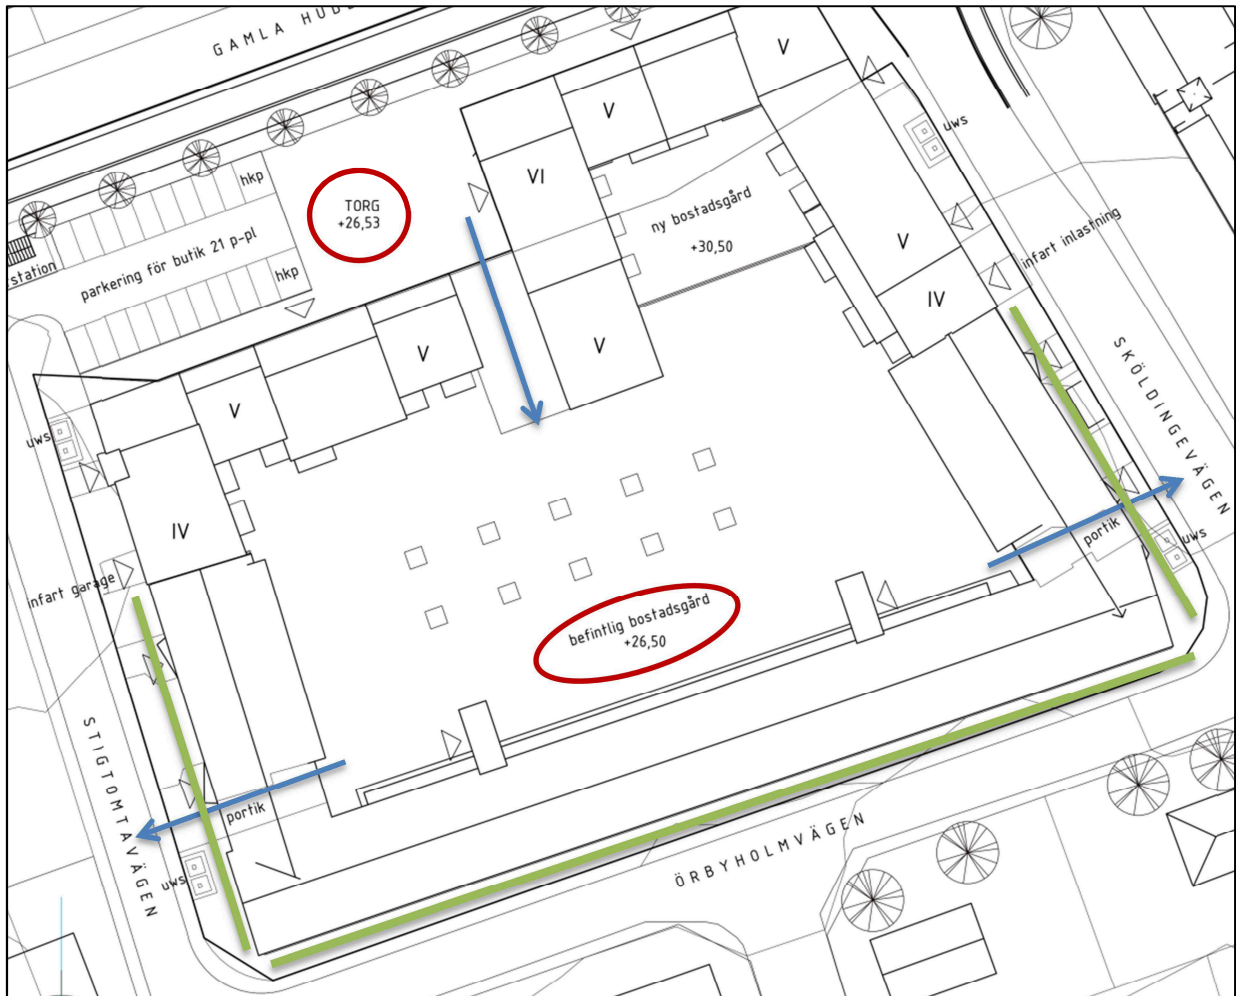 GAMLA HUD
V
uws
V
hkp
VI
TORG
+26,53
ny bostadsgård
+30,50
V
infart inlastning
station
parkering för butik 21 p-pl
hkp
IV
V
V
SKÖLDINGEVÄGEN
V
uws
IV
portik
uws
infart garage
befintlig bostadsgård
+26,50
STIGTOMTAVÄGEN
portik
uws
ÖRBYHOLMVÄGEN